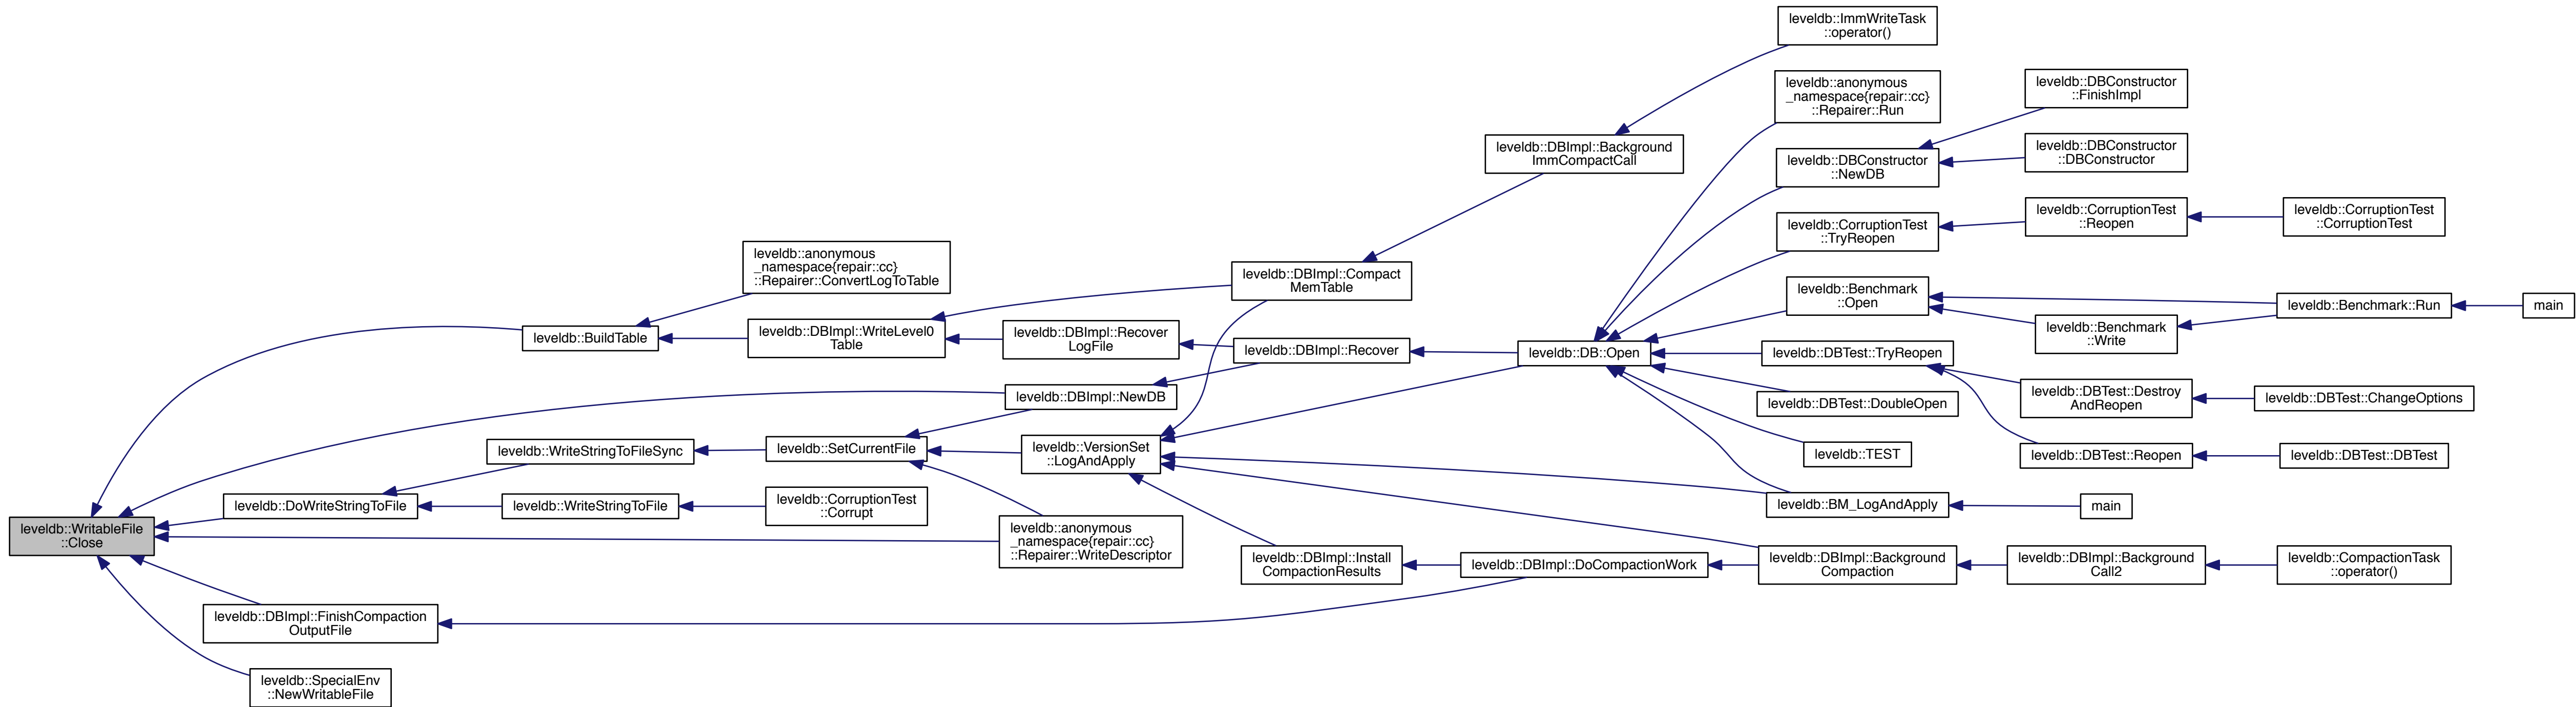 leveldb::ImmWriteTask
::operator()
leveldb::anonymous
_namespace{repair::cc}
::Repairer::Run
leveldb::DBConstructor
::FinishImpl
leveldb::DBImpl::Background
ImmCompactCall
leveldb::DBConstructor
::NewDB
leveldb::DBConstructor
::DBConstructor
leveldb::CorruptionTest
::TryReopen
leveldb::CorruptionTest
::Reopen
leveldb::CorruptionTest
::CorruptionTest
leveldb::anonymous
_namespace{repair::cc}
::Repairer::ConvertLogToTable
leveldb::DBImpl::Compact
MemTable
leveldb::Benchmark
::Open
leveldb::Benchmark::Run
main
leveldb::BuildTable
leveldb::DBImpl::WriteLevel0
Table
leveldb::DBImpl::Recover
LogFile
leveldb::DBImpl::Recover
leveldb::DB::Open
leveldb::Benchmark
::Write
leveldb::DBTest::TryReopen
leveldb::DBImpl::NewDB
leveldb::DBTest::DoubleOpen
leveldb::DBTest::Destroy
AndReopen
leveldb::DBTest::ChangeOptions
leveldb::WriteStringToFileSync
leveldb::SetCurrentFile
leveldb::VersionSet
::LogAndApply
leveldb::TEST
leveldb::DBTest::Reopen
leveldb::DBTest::DBTest
leveldb::DoWriteStringToFile
leveldb::WriteStringToFile
leveldb::CorruptionTest
::Corrupt
leveldb::BM_LogAndApply
main
leveldb::WritableFile
::Close
leveldb::anonymous
_namespace{repair::cc}
::Repairer::WriteDescriptor
leveldb::DBImpl::Install
CompactionResults
leveldb::DBImpl::DoCompactionWork
leveldb::DBImpl::Background
Compaction
leveldb::DBImpl::Background
Call2
leveldb::CompactionTask
::operator()
leveldb::DBImpl::FinishCompaction
OutputFile
leveldb::SpecialEnv
::NewWritableFile